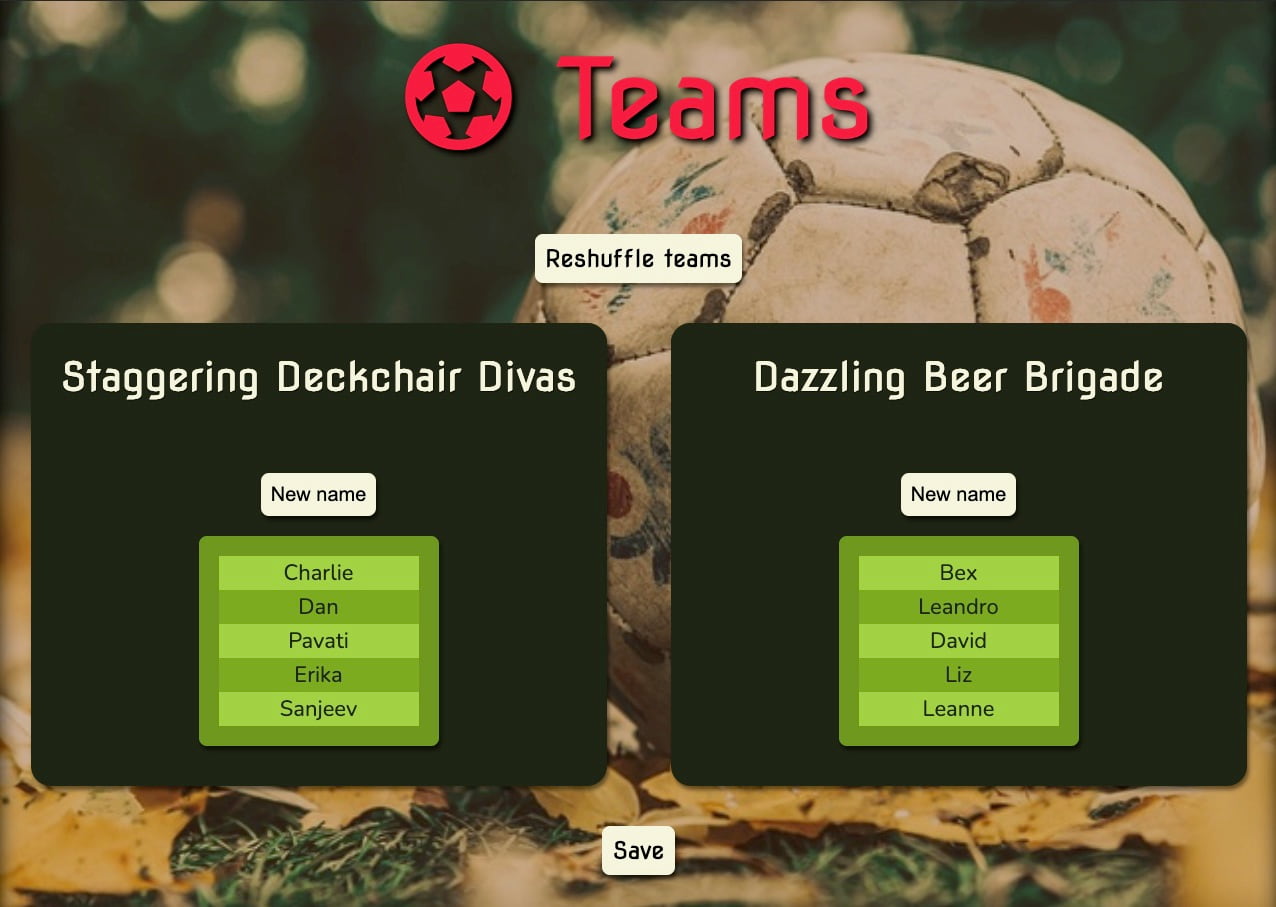 Teams
Reshuffle teams
Staggering Deckchair Divas
New name
Charlie
Dan
Pavati
Erika
Sanjeev
Dazzling Beer Brigade
New name
Bex
Leandro
David
Liz
Leanne
Save